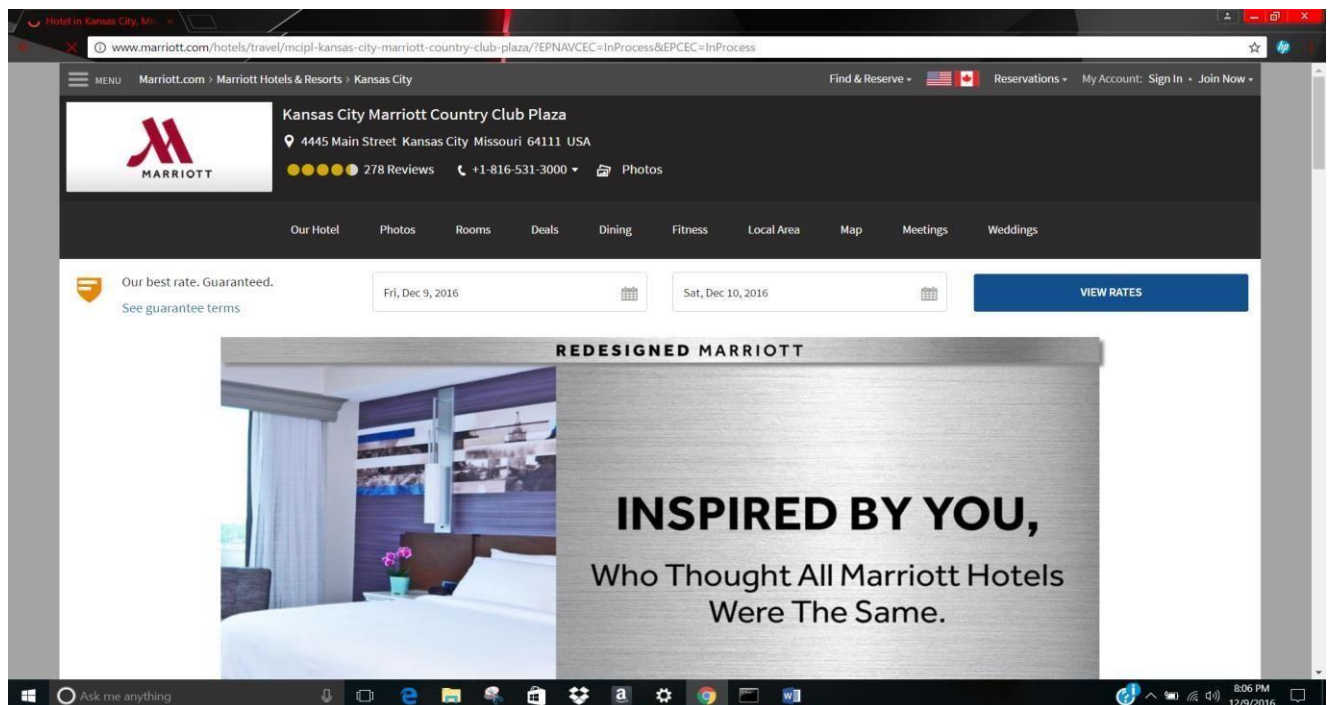 Hotel in Kansas City, Mis
www.marriott.com/hotels/travel/mcipl-kansas-city-marriott-country-club-plaza/?EPNAVCEC=InProcess&EPCEC=InProcess
MENU Marriott.com > Marriott Hotels & Resorts > Kansas City Find & Reserve Reservations My Account: Sign In • Join Now
MARRIOTT
Kansas City Marriott Country Club Plaza
4445 Main Street Kansas City Missouri 64111 USA
278 Reviews +1-816-531-3000 Photos
Our Hotel Photos Rooms Deals Dining Fitness Local Area Map Meetings Weddings
Our best rate. Guaranteed.
See guarantee terms
Fri, Dec 9, 2016 Sat, Dec 10, 2016 VIEW RATES
REDESIGNED MARRIOTT
INSPIRED BY YOU,
Who Thought All Marriott Hotels
Were The Same.
Ask me anything
8:06 PM
12/9/2016